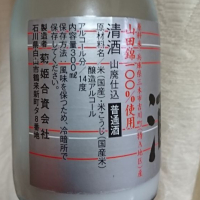 山田錦一〇〇%使用
清酒 山廃仕込 普通酒
原材料名/米(国産)・米こうじ(国産米)
醸造アルコール
アルコール分/14度
内容量300ml
保存方法/風味を保つため、冷暗所で
保存してください。
製造者 菊姫合資会社
石川県白山市鶴来新町タ8番地